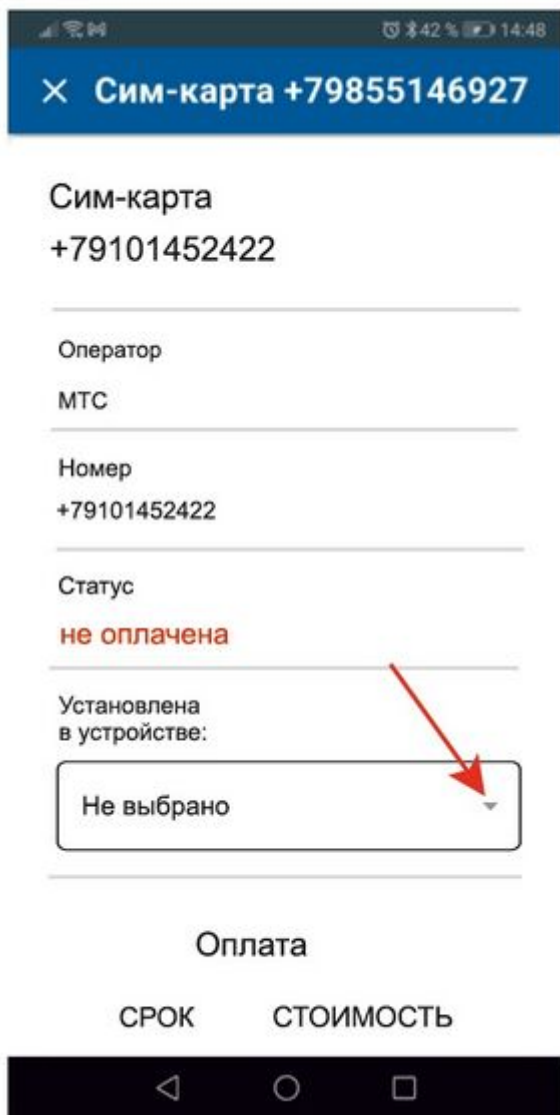 42 % 14:48
× Сим-карта +79855146927
Сим-карта
+79101452422
Оператор
МТС
Номер
+79101452422
Статус
не оплачена
Установлена
в устройстве:
Не выбрано
Оплата
СРОК СТОИМОСТЬ